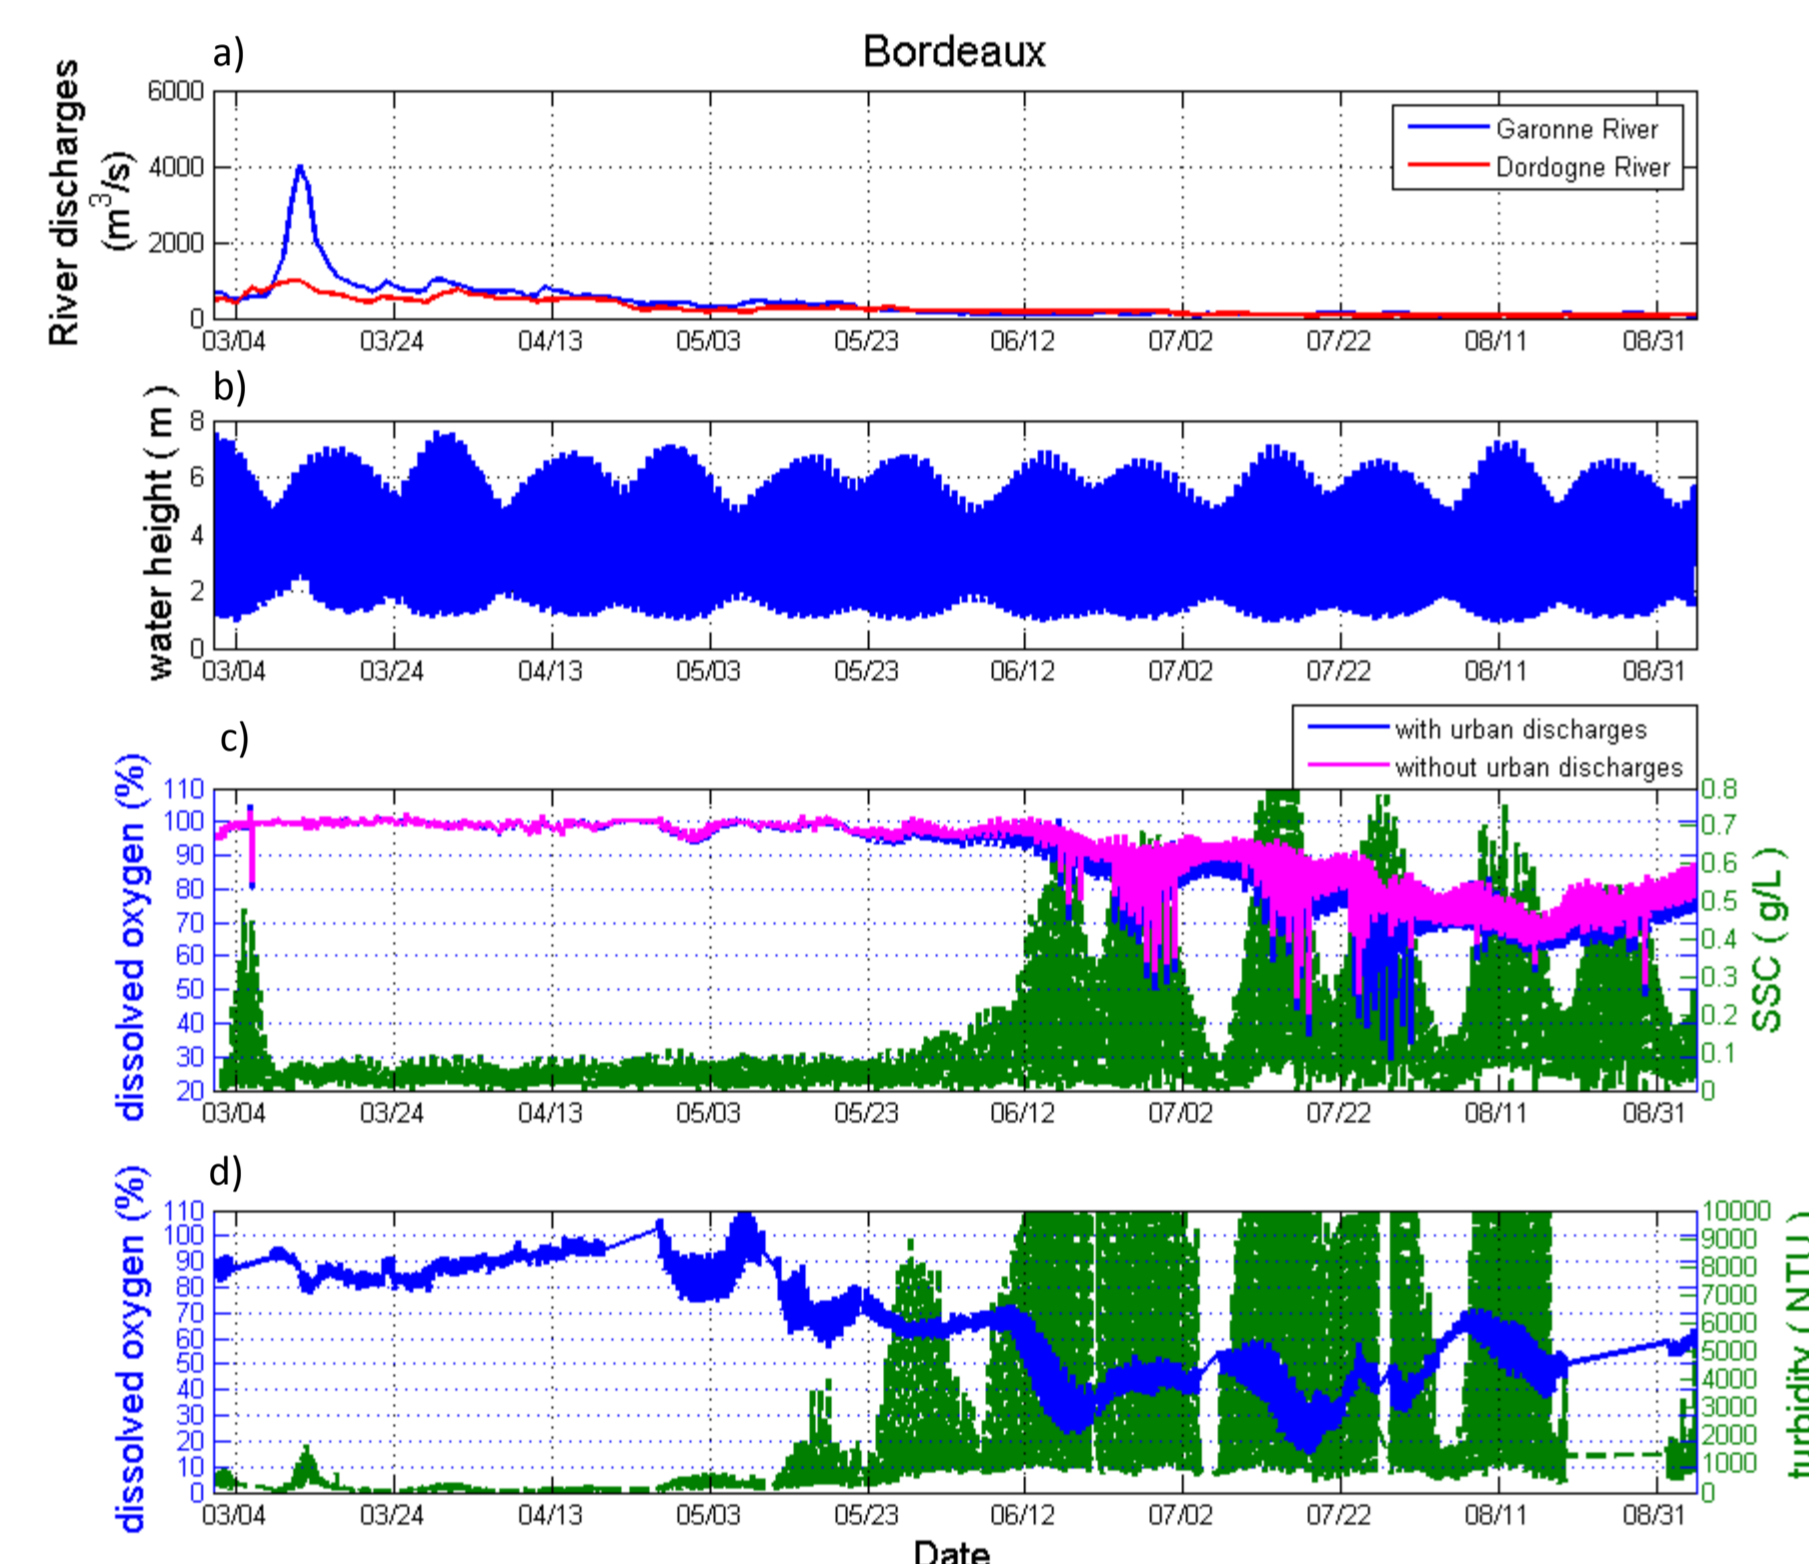 Bordeaux
a)
River discharges
(m³/s)
6000
4000
2000
0
Garonne River
Dordogne River
03/04 03/24 04/13 05/03 05/23 06/12 07/02 07/22 08/11 08/31
b)
water height ( m )
8
6
4
2
0
03/04 03/24 04/13 05/03 05/23 06/12 07/02 07/22 08/11 08/31
c)
with urban discharges
without urban discharges
dissolved oxygen (%)
110
100
90
80
70
60
50
40
30
20
0.8
0.7
0.6
0.5
0.4
0.3
0.2
0.1
0
SSC ( g/L )
03/04 03/24 04/13 05/03 05/23 06/12 07/02 07/22 08/11 08/31
d)
dissolved oxygen (%)
110
100
90
80
70
60
50
40
30
20
10
0
10000
9000
8000
7000
6000
5000
4000
3000
2000
1000
0
turbidity ( NTU )
03/04 03/24 04/13 05/03 05/23 06/12 07/02 07/22 08/11 08/31
Date